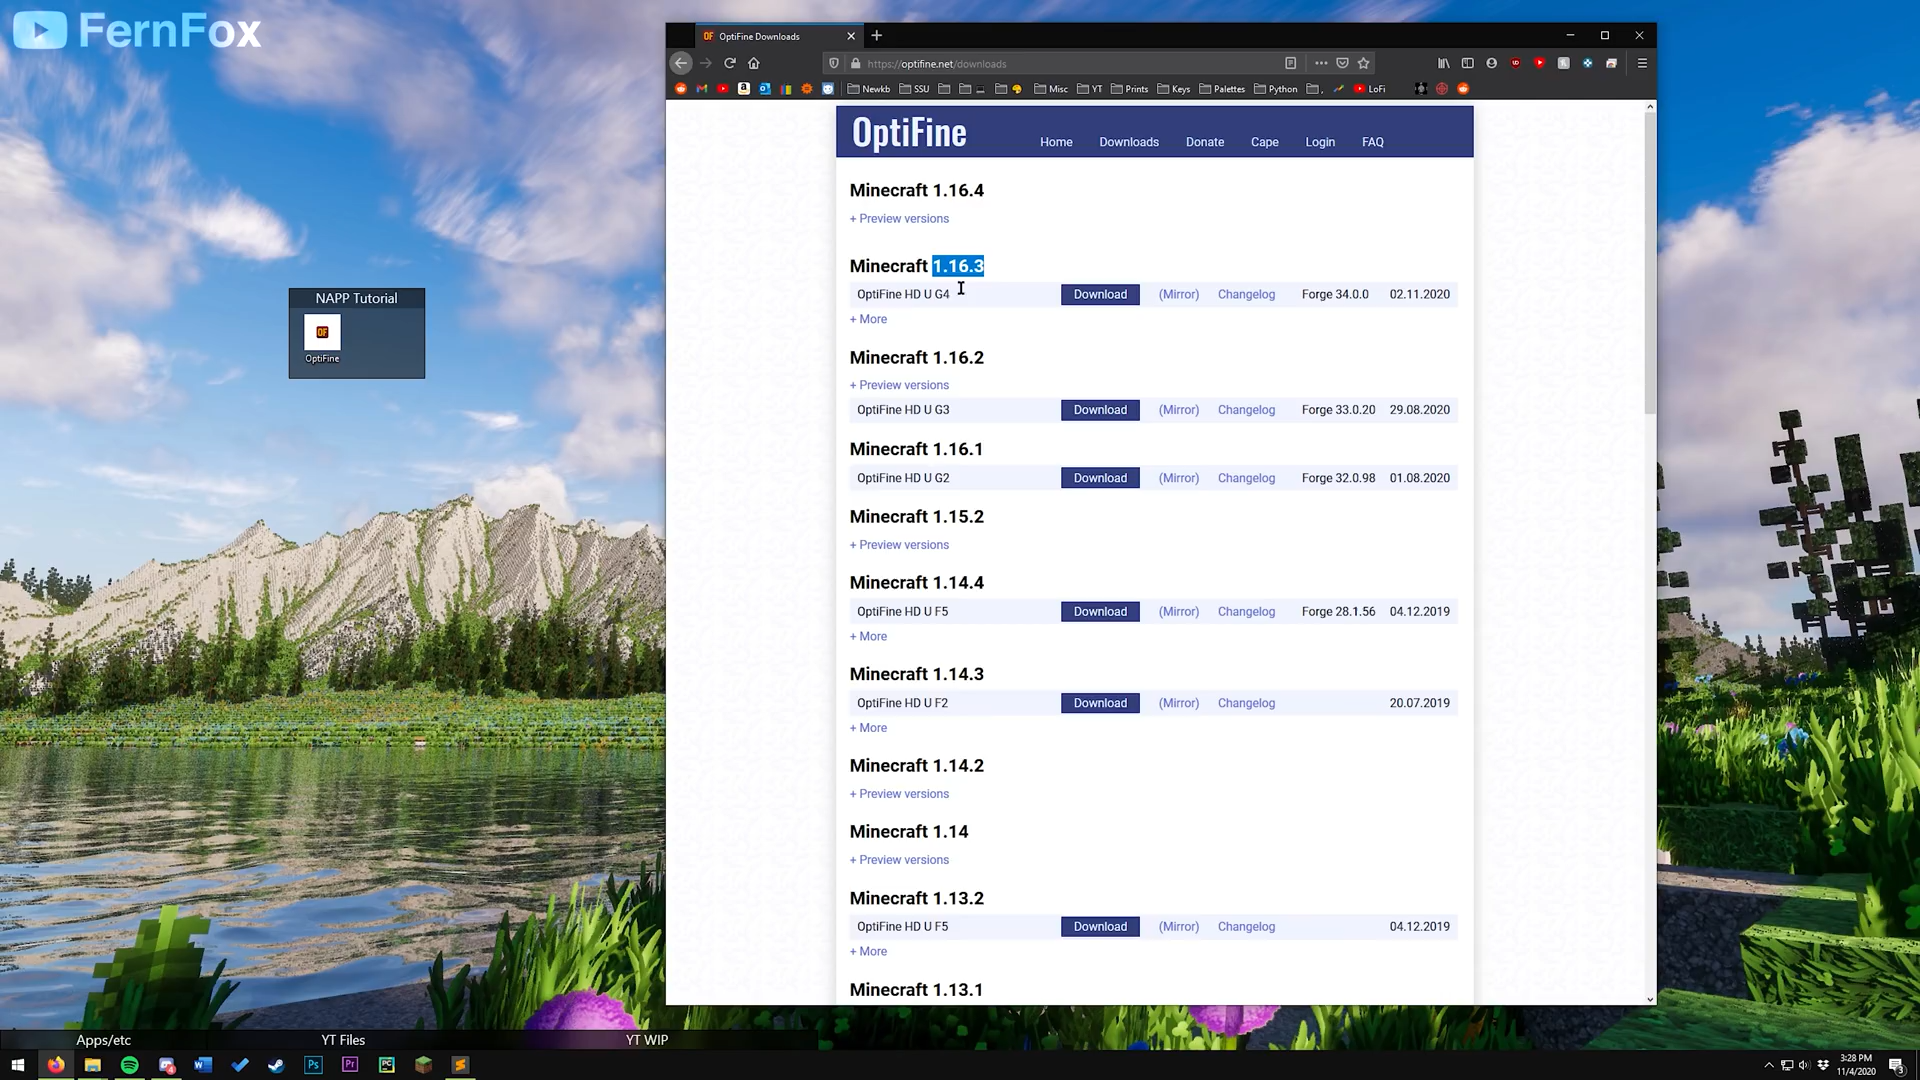 FernFox
OptiFine Downloads
https://optifine.net/downloads
Newkb SSU Misc YT Prints Keys Palettes Python . LoFi
OptiFine
Home Downloads Donate Cape Login FAQ
Minecraft 1.16.4
+ Preview versions
Minecraft 1.16.3
OptiFine HD U G4 Download (Mirror) Changelog Forge 34.0.0 02.11.2020
+ More
Minecraft 1.16.2
+ Preview versions
OptiFine HD U G3 Download (Mirror) Changelog Forge 33.0.20 29.08.2020
Minecraft 1.16.1
OptiFine HD U G2 Download (Mirror) Changelog Forge 32.0.98 01.08.2020
Minecraft 1.15.2
+ Preview versions
Minecraft 1.14.4
OptiFine HD U F5 Download (Mirror) Changelog Forge 28.1.56 04.12.2019
+ More
Minecraft 1.14.3
OptiFine HD U F2 Download (Mirror) Changelog 20.07.2019
+ More
Minecraft 1.14.2
+ Preview versions
Minecraft 1.14
+ Preview versions
Minecraft 1.13.2
OptiFine HD U F5 Download (Mirror) Changelog 04.12.2019
+ More
Minecraft 1.13.1
NAPP Tutorial
OF
OptiFine
Apps/etc YT Files YT WIP
Ps Pr PC
3:28 PM
11/4/2020
3